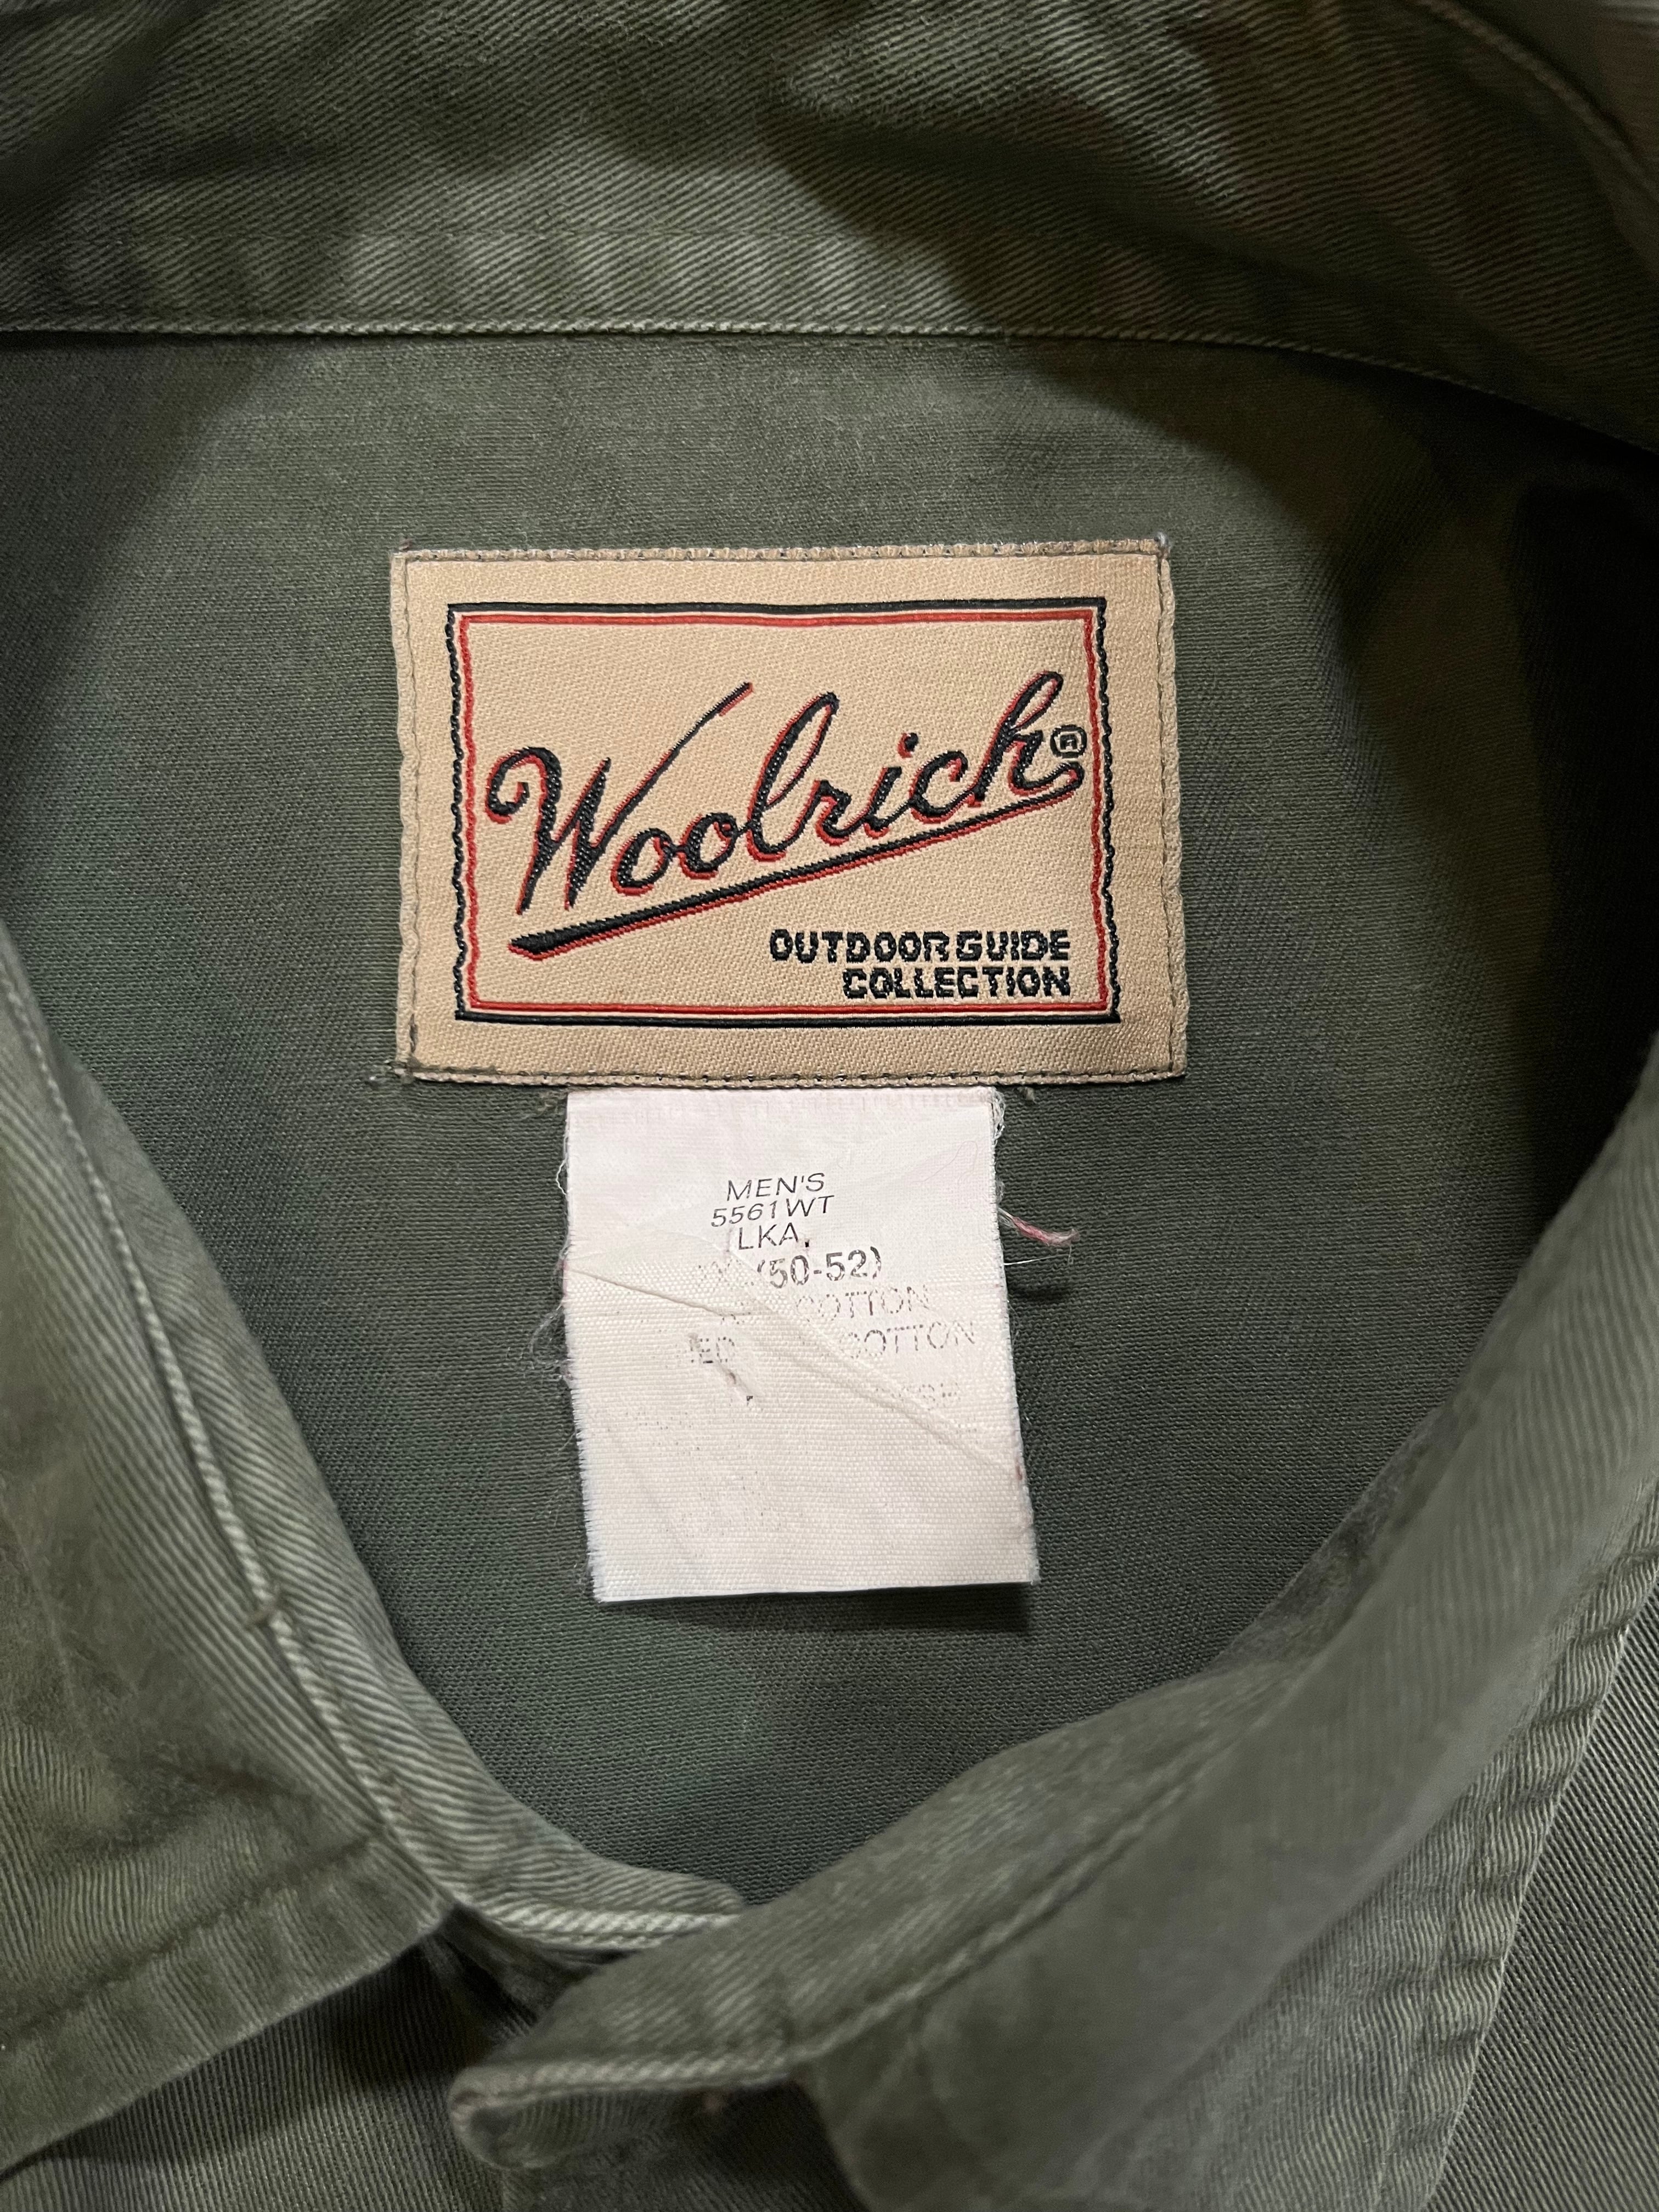 Woolrich®
OUTDOOR GUIDE
COLLECTION
MEN'S
5561WT
LKA.
(50-52)
COTTON
COTTON